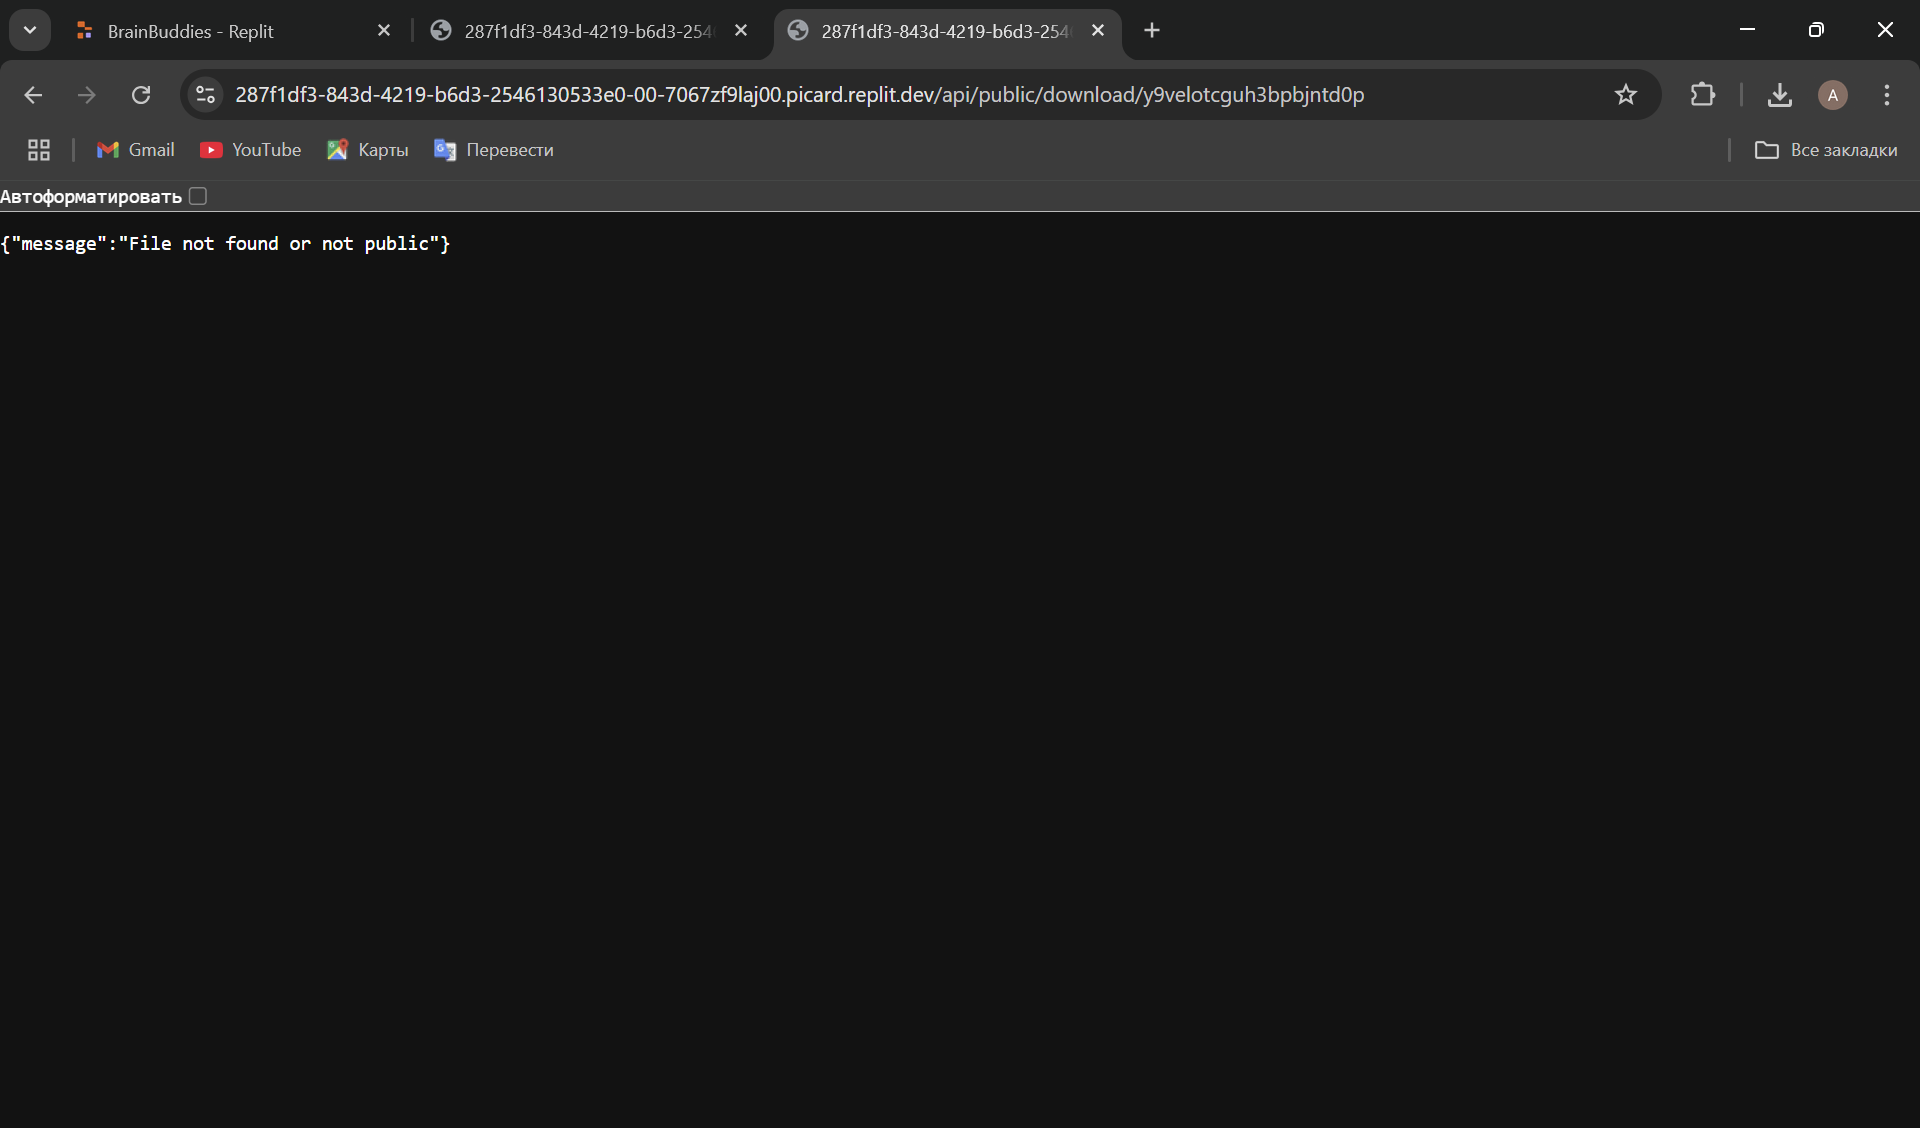 BrainBuddies - Replit
287f1df3-843d-4219-b6d3-254
287f1df3-843d-4219-b6d3-254
287f1df3-843d-4219-b6d3-2546130533e0-00-7067zf9laj00.picard.replit.dev/api/public/download/y9velotcguh3bpbjntd0p
A
Gmail
YouTube
Карты
Перевести
Все закладки
Автоформатировать
{"message":"File not found or not public"}